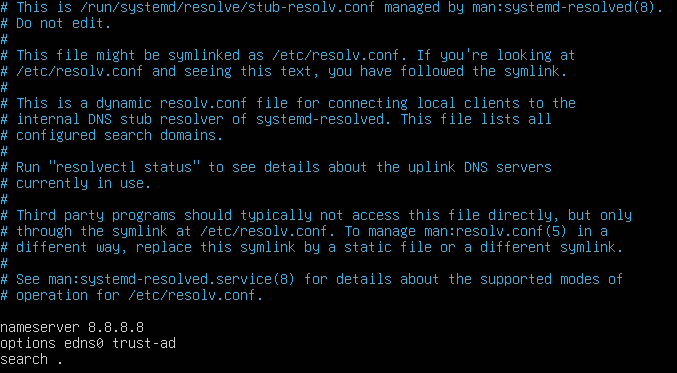 # This is /run/systemd/resolve/stub-resolv.conf managed by man:systemd-resolved(8).
# Do not edit.
#
# This file might be symlinked as /etc/resolv.conf. If you're looking at
# /etc/resolv.conf and seeing this text, you have followed the symlink.
#
# This is a dynamic resolv.conf file for connecting local clients to the
# internal DNS stub resolver of systemd-resolved. This file lists all
# configured search domains.
#
# Run "resolvectl status" to see details about the uplink DNS servers
# currently in use.
#
# Third party programs should typically not access this file directly, but only
# through the symlink at /etc/resolv.conf. To manage man:resolv.conf(5) in a
# different way, replace this symlink by a static file or a different symlink.
#
# See man:systemd-resolved.service(8) for details about the supported modes of
# operation for /etc/resolv.conf.

nameserver 8.8.8.8
options edns0 trust-ad
search .